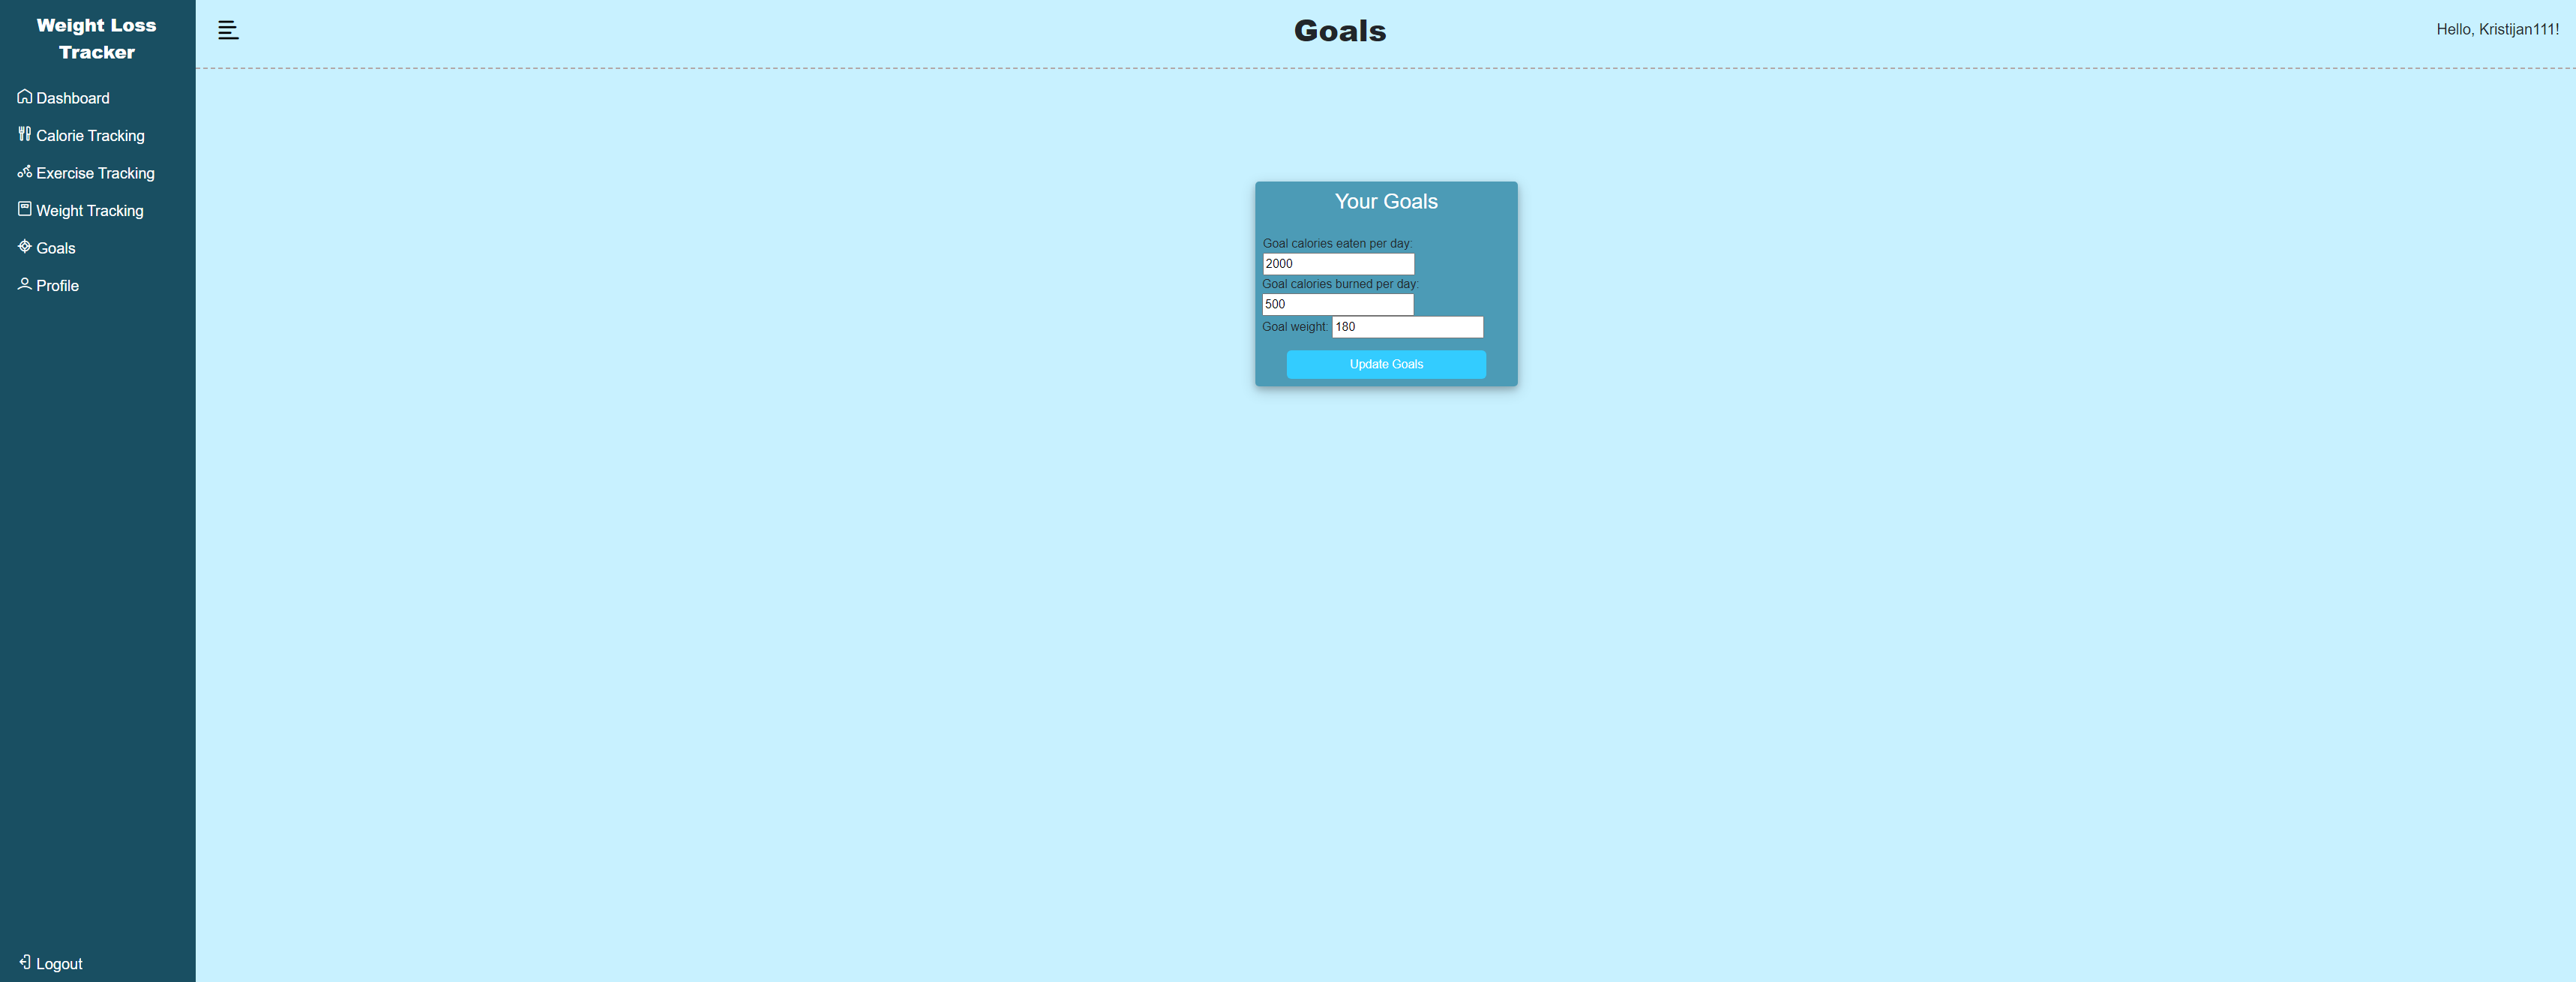 Weight Loss
Tracker
Dashboard
Calorie Tracking
Exercise Tracking
Weight Tracking
Goals
Profile
Logout
Goals
Hello, Kristijan111!
Your Goals
Goal calories eaten per day:
2000
Goal calories burned per day:
500
Goal weight: 180
Update Goals